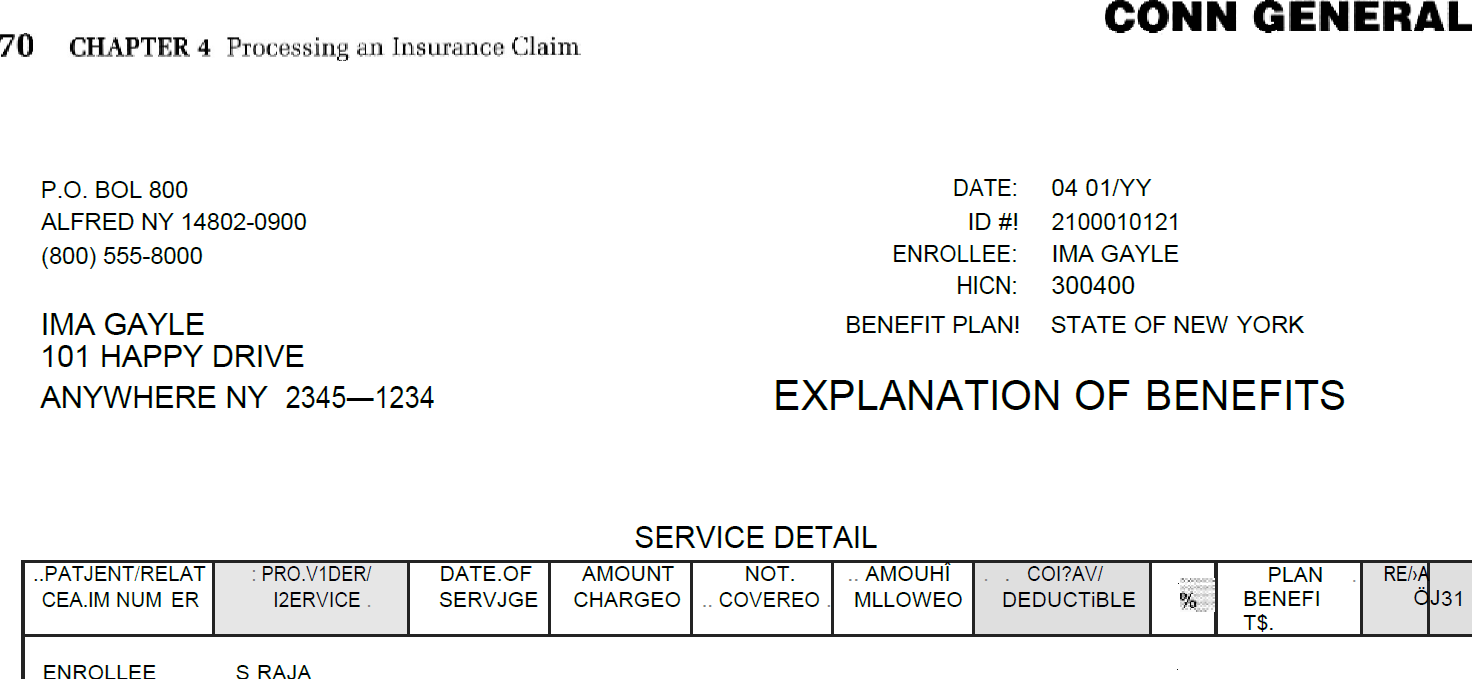 CONN GENERAL
70 CHAPTER 4 Processing an Insurance Claim
P.O. BOL 800
ALFRED NY 14802-0900
(800) 555-8000
DATE: 04 01/YY
ID #! 2100010121
ENROLLEE: IMA GAYLE
HICN: 300400
BENEFIT PLAN! STATE OF NEW YORK
IMA GAYLE
101 HAPPY DRIVE
ANYWHERE NY 2345—1234
EXPLANATION OF BENEFITS
SERVICE DETAIL
..PATJENT/RELAT : PRO.V1DER/ DATE.OF AMOUNT NOT. .. AMOUHÎ . . COI?AV/ PLAN . RE/›A
CEA.IM NUM ER I2ERVICE . SERVJGE CHARGEO .. COVEREO . MLLOWEO DEDUCTiBLE % BENEFI ÖJ31
T$.
ENROLLEE S RAJA